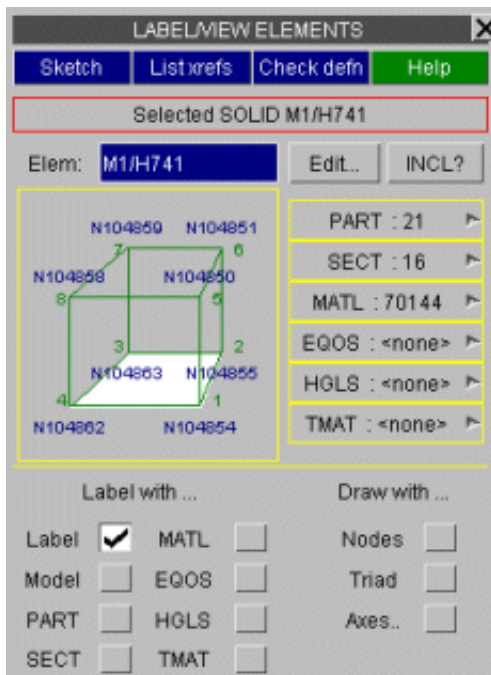 LABEL/VIEW ELEMENTS X
Sketch List xrefs Check defn Help
Selected SOLID M1/H741
Elem: M1/H741 Edit... INCL?
PART : 21
SECT : 16
MATL : 70144
EQOS : <none>
HGLS : <none>
TMAT : <none>
N104859 N104851
7 6
N104858 N104850
8 5
3 2
N104863 N104855
4 1
N104862 N104854
Label with ... Draw with ...
Label MATL Nodes
Model EQOS Triad
PART HGLS Axes..
SECT TMAT